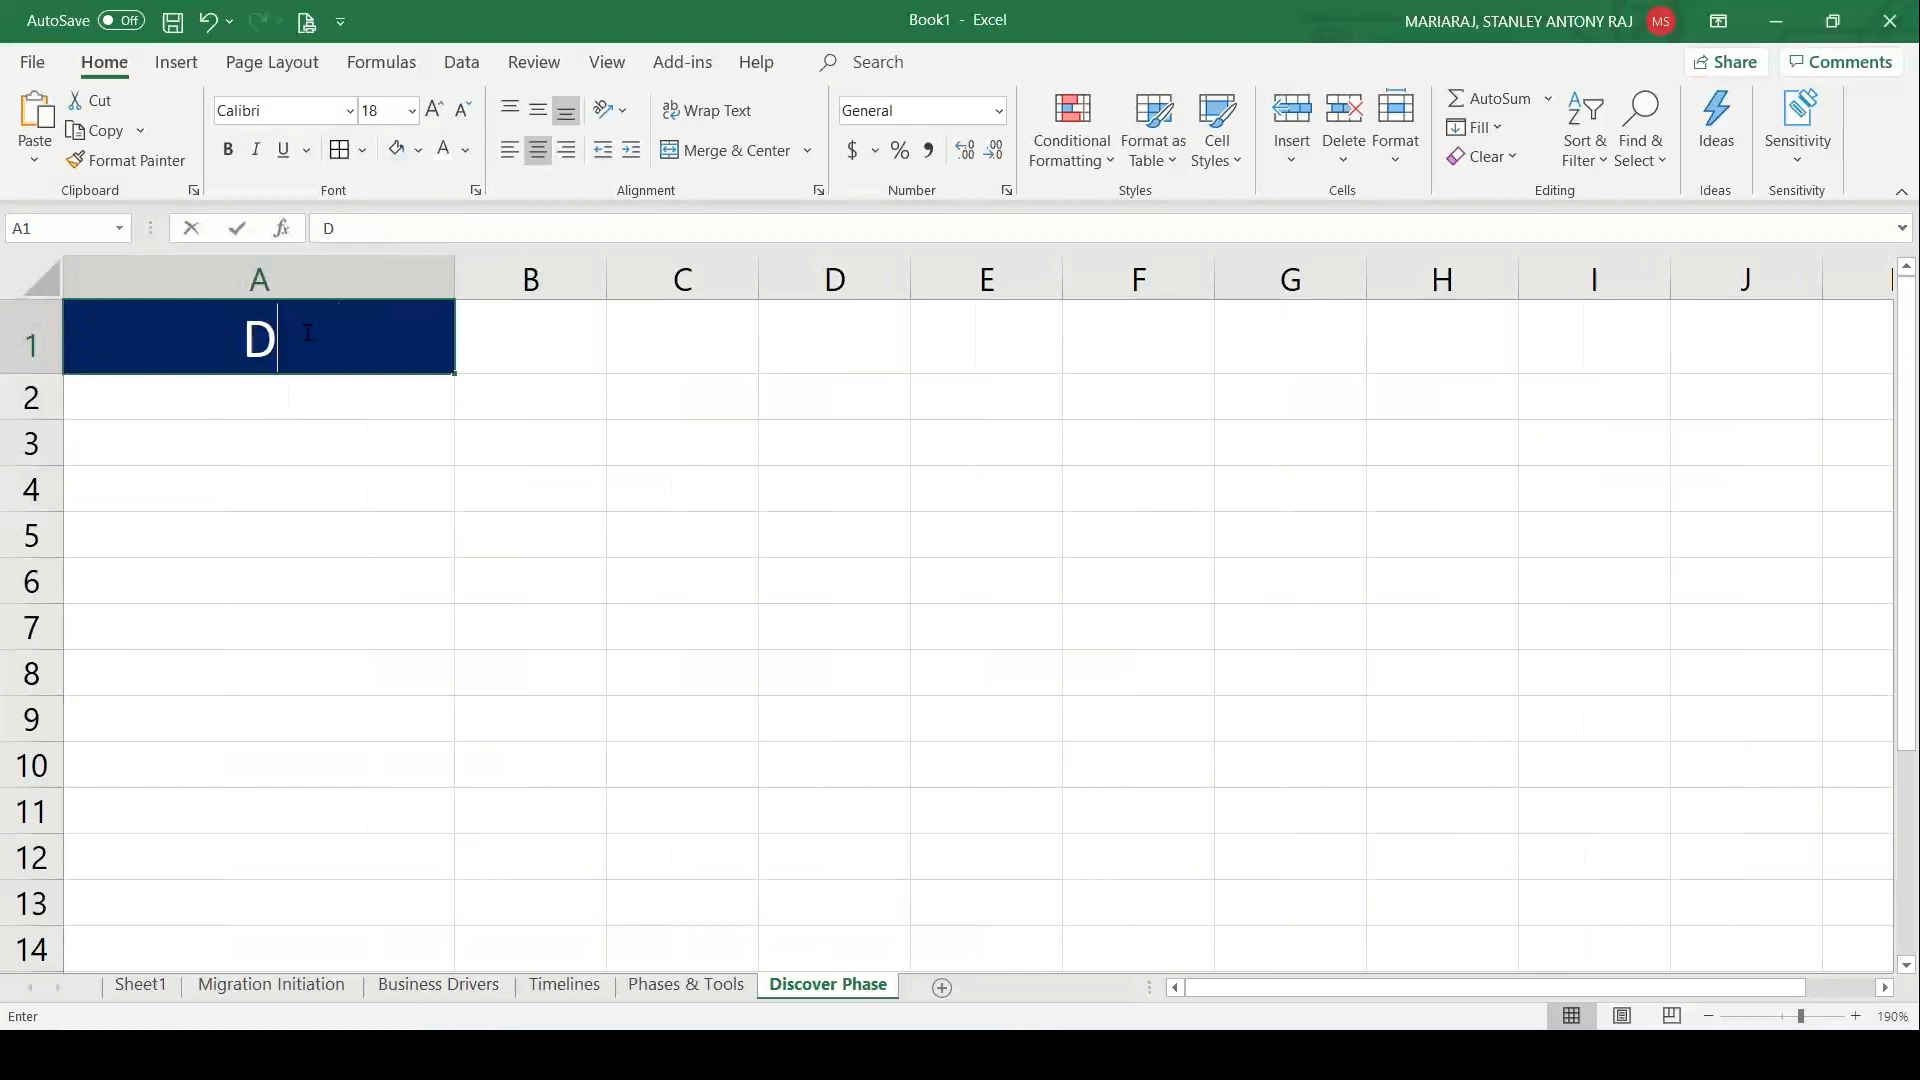 AutoSave Off Book1 - Excel MARIARAJ, STANLEY ANTONY RAJ MS
File Home Insert Page Layout Formulas Data Review View Add-ins Help Search Share Comments
Paste Cut Copy Format Painter Clipboard
Calibri 18 A^ A˅ B I U A Font
ab Wrap Text Merge & Center Alignment
General $ % , Number
Conditional Formatting Format as Table Cell Styles Styles
Insert Delete Format Cells
AutoSum Fill Clear Sort & Filter Find & Select Editing
Ideas Ideas
Sensitivity Sensitivity
A1 fx D
A B C D E F G H I J
1 D
2
3
4
5
6
7
8
9
10
11
12
13
14
Sheet1 Migration Initiation Business Drivers Timelines Phases & Tools Discover Phase
Enter 190%